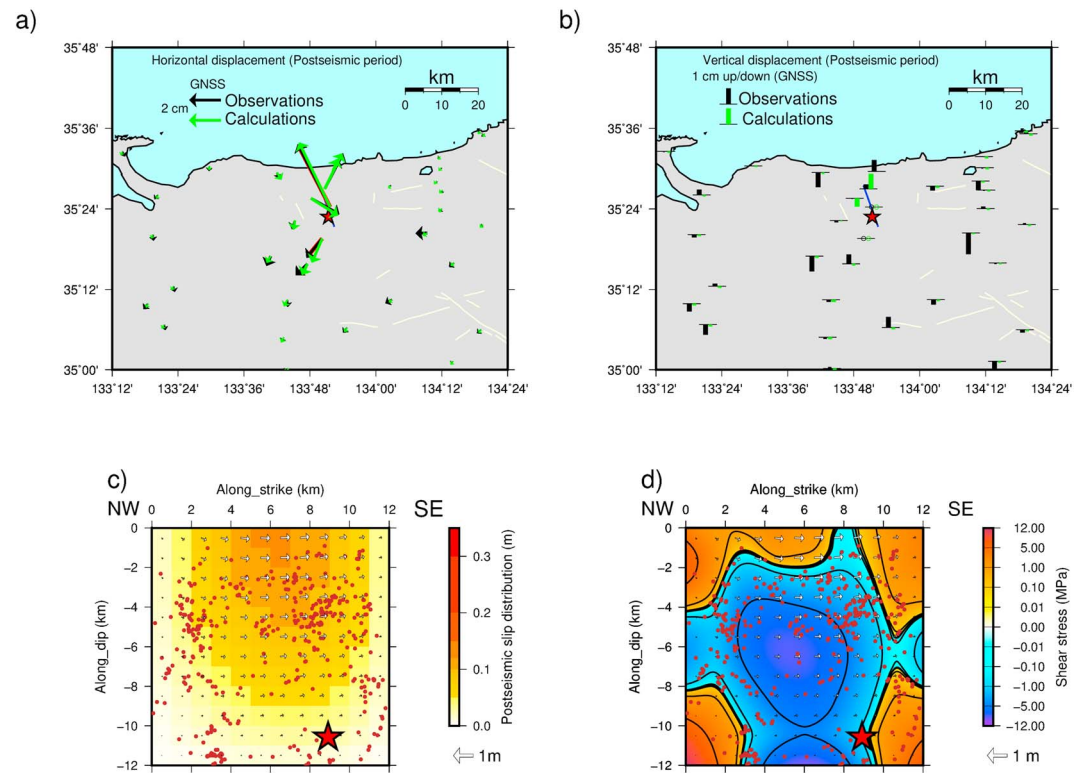 a)
35˚48'
35˚36'
35˚24'
35˚12'
35˚00'
Horizontal displacement (Postseismic period)
GNSS
2 cm
Observations
Calculations
km
0 10 20
133˚12' 133˚24' 133˚36' 133˚48' 134˚00' 134˚12' 134˚24'
b)
35˚48'
35˚36'
35˚24'
35˚12'
35˚00'
Vertical displacement (Postseismic period)
1 cm up/down (GNSS)
Observations
Calculations
km
0 10 20
133˚12' 133˚24' 133˚36' 133˚48' 134˚00' 134˚12' 134˚24'
c)
Along_strike (km)
NW SE
0 2 4 6 8 10 12
Along_dip (km)
0
−2
−4
−6
−8
−10
−12
0.3
0.2
0.1
0.0
Postseismic slip distribution (m)
1 m
d)
Along_strike (km)
NW SE
0 2 4 6 8 10 12
Along_dip (km)
0
−2
−4
−6
−8
−10
−12
12.00
5.00
1.00
0.10
0.01
0.00
−0.01
−0.10
−1.00
−5.00
−12.00
Shear stress (MPa)
1 m